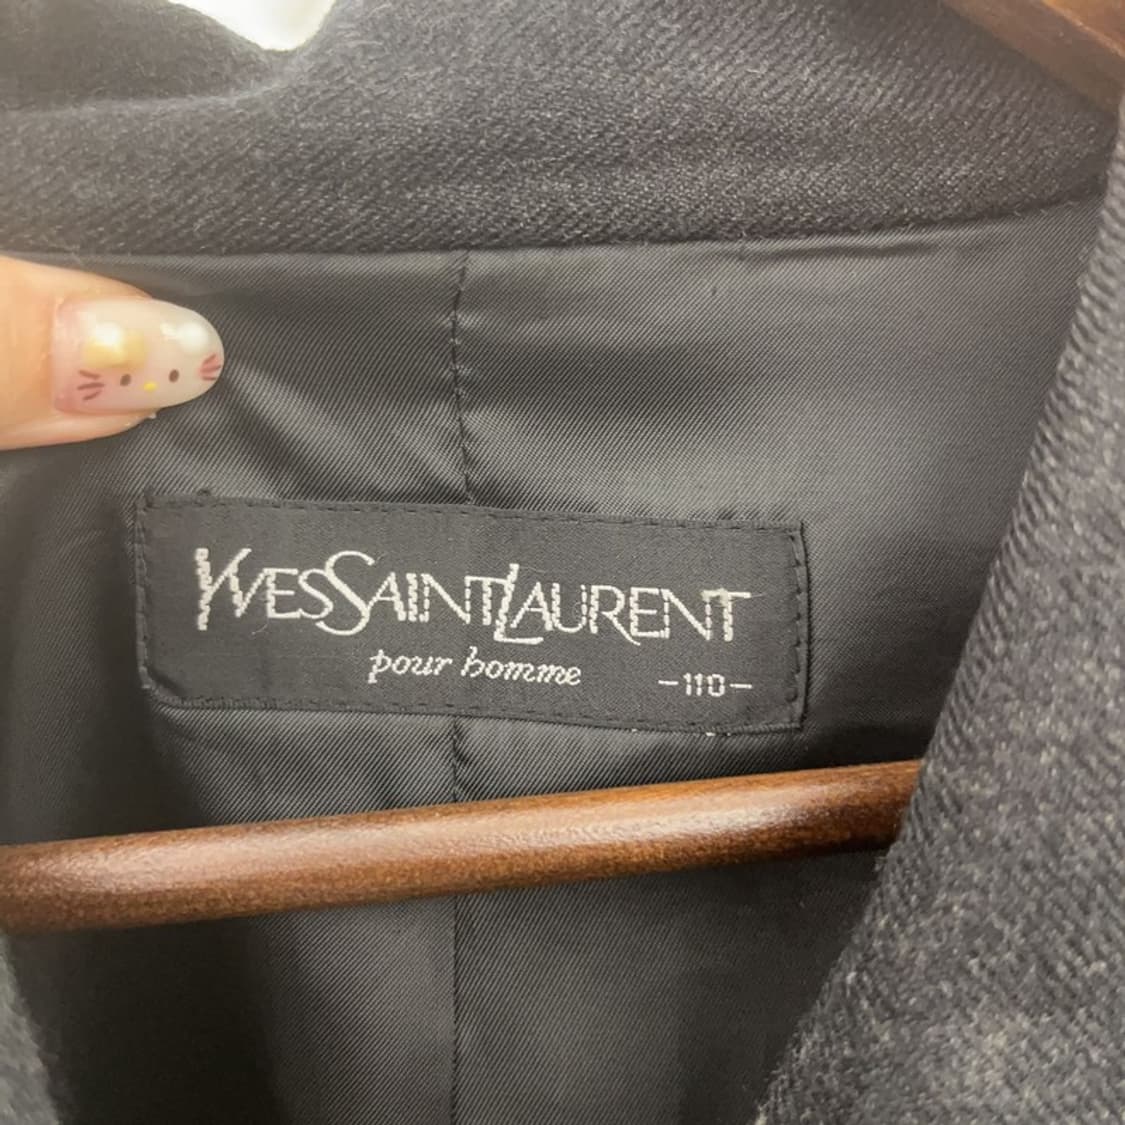 YVESSAINTLAURENT
pour homme
-110-